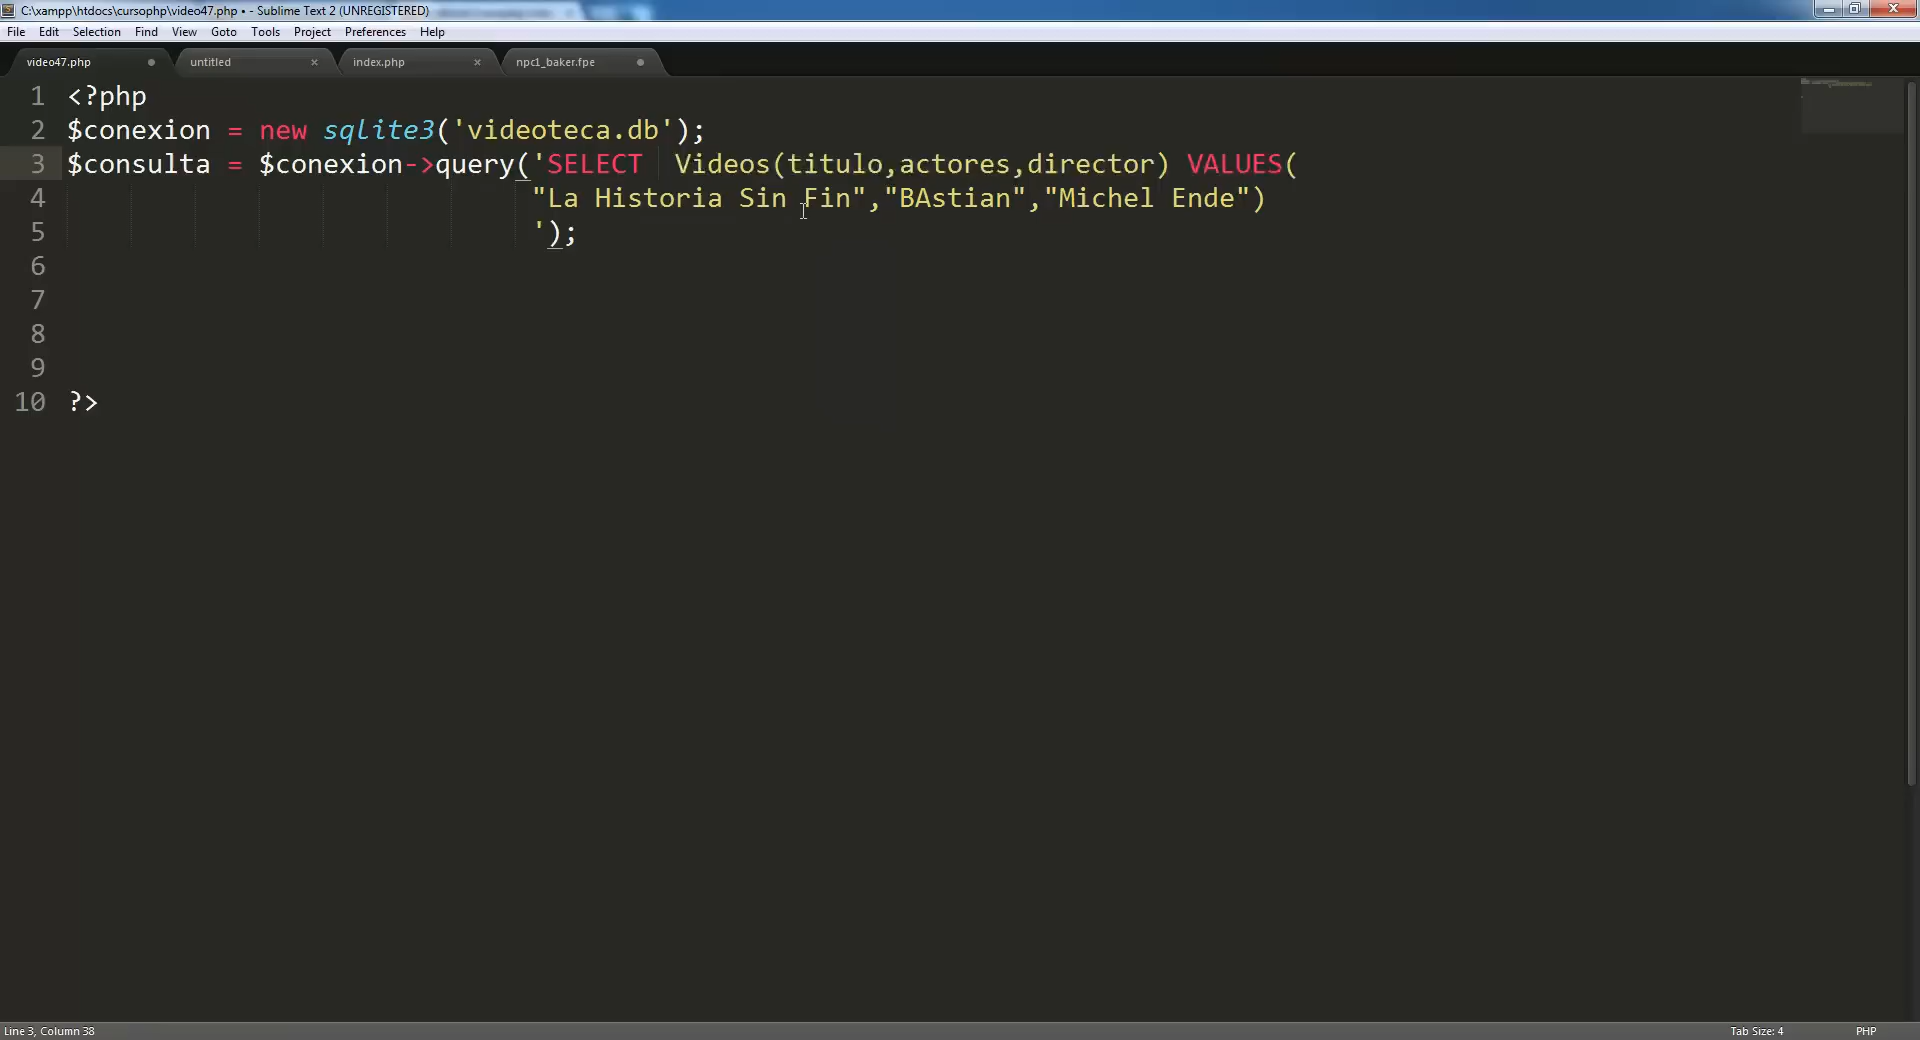 C:\xampp\htdocs\cursophp\video47.php • - Sublime Text 2 (UNREGISTERED)
File Edit Selection Find View Goto Tools Project Preferences Help
video47.php untitled index.php npc1_baker.fpe
1 <?php
2 $conexion = new sqlite3('videoteca.db');
3 $consulta = $conexion->query('SELECT  Videos(titulo,actores,director) VALUES(
4 "La Historia Sin Fin","BAstian","Michel Ende")
5 ');
6
7
8
9
10 ?>
Line 3, Column 38 Tab Size: 4 PHP